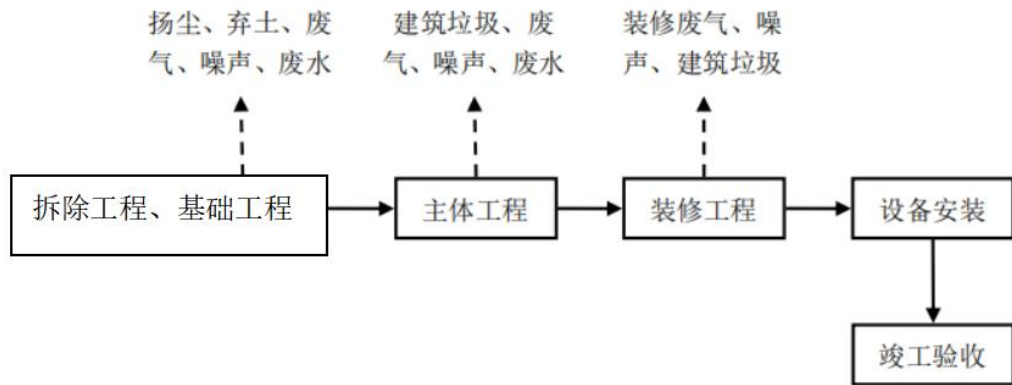 扬尘、弃土、废
气、噪声、废水
建筑垃圾、废
气、噪声、废水
装修废气、噪
声、建筑垃圾
拆除工程、基础工程
主体工程
装修工程
设备安装
竣工验收